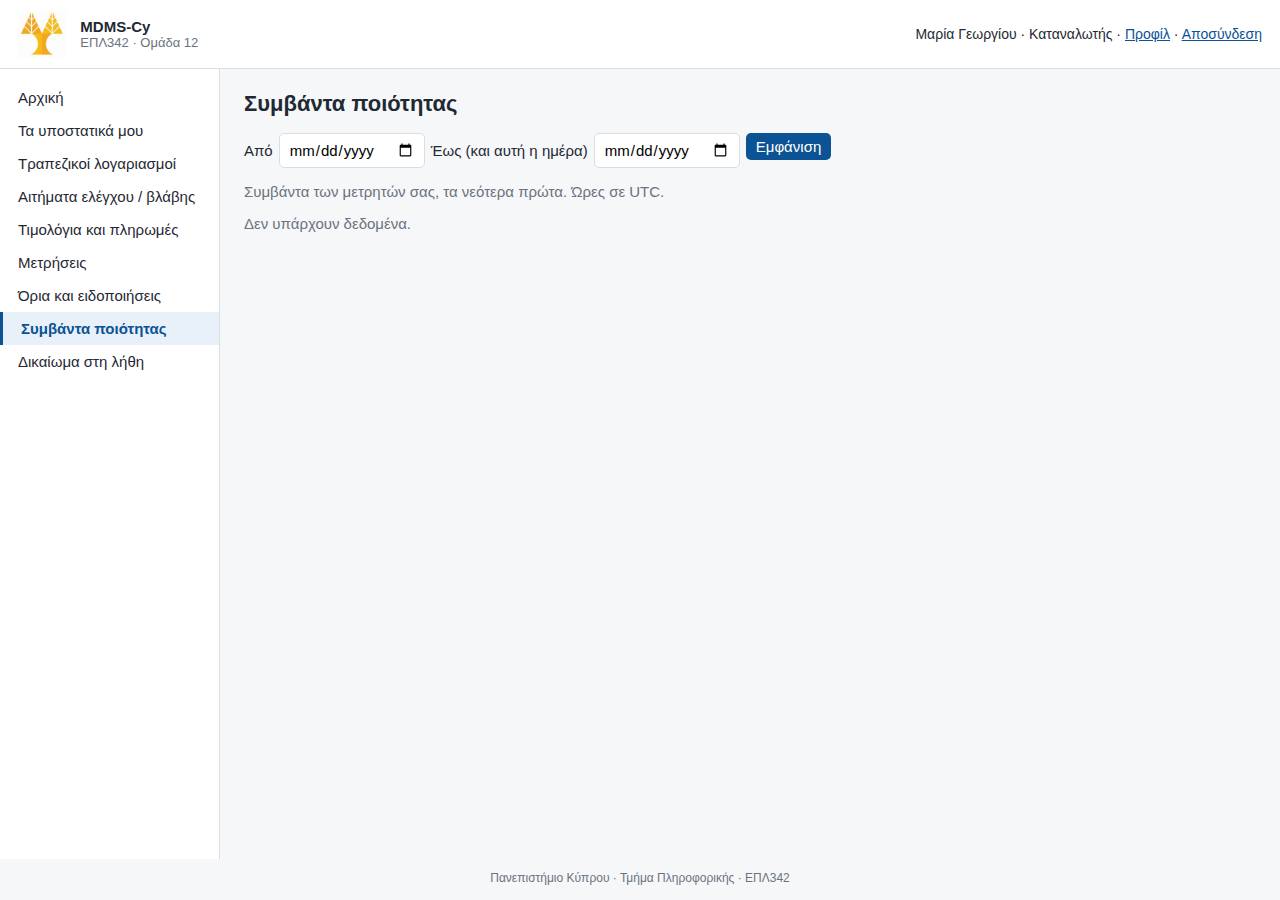 MDMS-Cy
ΕΠΛ342 · Ομάδα 12
Μαρία Γεωργίου · Καταναλωτής · Προφίλ · Αποσύνδεση
Αρχική
Τα υποστατικά μου
Τραπεζικοί λογαριασμοί
Αιτήματα ελέγχου / βλάβης
Τιμολόγια και πληρωμές
Μετρήσεις
Όρια και ειδοποιήσεις
Συμβάντα ποιότητας
Δικαίωμα στη λήθη
Συμβάντα ποιότητας
Από mm/dd/yyyy Έως (και αυτή η ημέρα) mm/dd/yyyy Εμφάνιση
Συμβάντα των μετρητών σας, τα νεότερα πρώτα. Ώρες σε UTC.
Δεν υπάρχουν δεδομένα.
Πανεπιστήμιο Κύπρου · Τμήμα Πληροφορικής · ΕΠΛ342